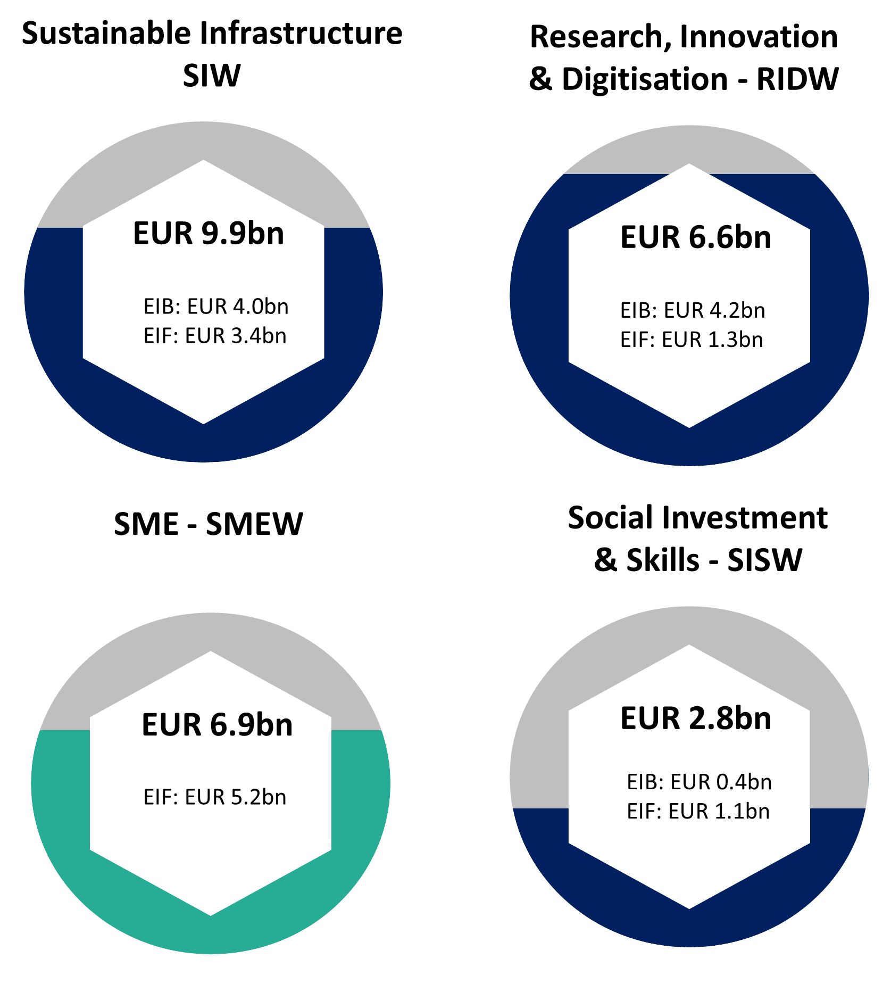 Sustainable Infrastructure
SIW
EUR 9.9bn
EIB: EUR 4.0bn
EIF: EUR 3.4bn
Research, Innovation
& Digitisation - RIDW
EUR 6.6bn
EIB: EUR 4.2bn
EIF: EUR 1.3bn
SME - SMEW
EUR 6.9bn
EIF: EUR 5.2bn
Social Investment
& Skills - SISW
EUR 2.8bn
EIB: EUR 0.4bn
EIF: EUR 1.1bn